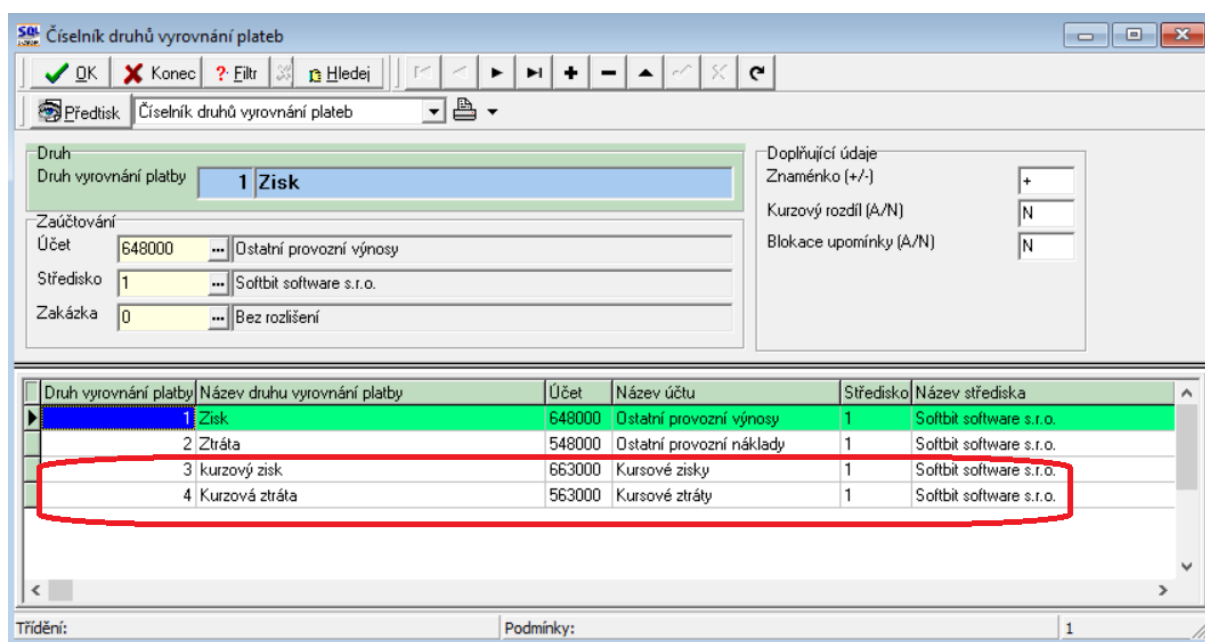 SQL Číselník druhů vyrovnání plateb
OK Konec ? Filtr Hledej
Předtisk Číselník druhů vyrovnání plateb
Druh
Druh vyrovnání platby 1 Zisk
Zaúčtování
Účet 648000 ... Ostatní provozní výnosy
Středisko 1 ... Softbit software s.r.o.
Zakázka 0 ... Bez rozlišení
Doplňující údaje
Znaménko (+/-) +
Kurzový rozdíl (A/N) N
Blokace upomínky (A/N) N
Druh vyrovnání platby Název druhu vyrovnání platby Účet Název účtu Středisko Název střediska
1 Zisk 648000 Ostatní provozní výnosy 1 Softbit software s.r.o.
2 Ztráta 548000 Ostatní provozní náklady 1 Softbit software s.r.o.
3 kurzový zisk 663000 Kursové zisky 1 Softbit software s.r.o.
4 Kurzová ztráta 563000 Kursové ztráty 1 Softbit software s.r.o.
Třídění: Podmínky: 1